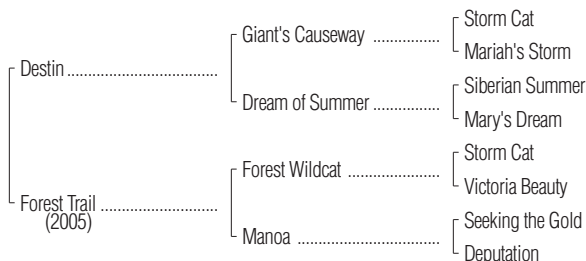 Storm Cat
Giant's Causeway ................
Mariah's Storm
Destin ....................................
Siberian Summer
Dream of Summer ................
Mary's Dream
Storm Cat
Forest Wildcat ......................
Victoria Beauty
Forest Trail ............................
(2005)
Seeking the Gold
Manoa ...................................
Deputation